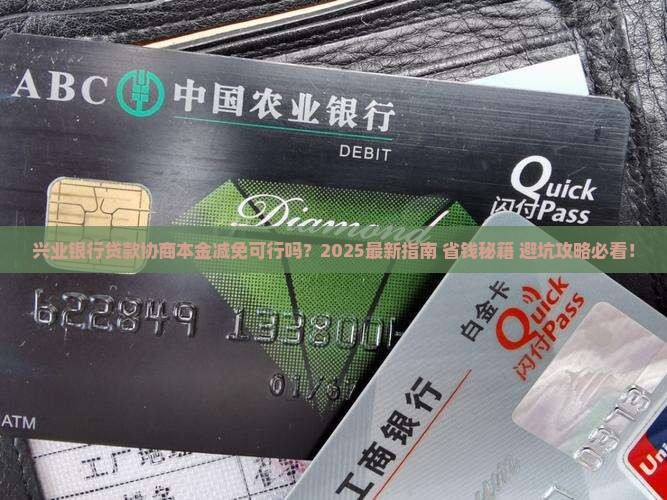 ABC 中国农业银行
DEBIT
Quick
闪付Pass
Diamond
兴业银行贷款协商本金减免可行吗？2025最新指南 省钱秘籍 避坑攻略必看！
622849 133800
白金卡
Quick
闪付Pass
ATM
工商银行
0313